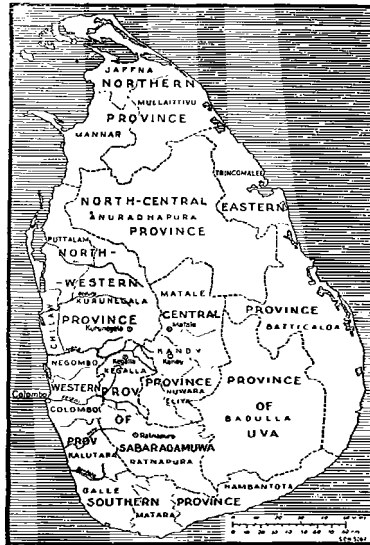 JAFFNA
NORTHERN
MULLAITTIVU
PROVINCE
MANNAR
TRINCOMALEE
NORTH-CENTRAL
ANURADHAPURA
EASTERN
PROVINCE
PUTTALAM
NORTH-
WESTERN
KURUNEGALA
MATALE
PROVINCE
Kurunegala
CENTRAL
Matale
PROVINCE
BATTICALOA
CHILAW
KANDY
Kandy
NEGOMBO
Kegalla
KEGALLA
WESTERN
PROV
PROVINCE
NUWARA
ELIYA
PROVINCE
Colombo
COLOMBO
OF
OF
BADULLA
UVA
PROV
Ratnapura
KALUTARA
SABARAGAMUWA
RATNAPURA
HAMBANTOTA
GALLE
SOUTHERN PROVINCE
MATARA